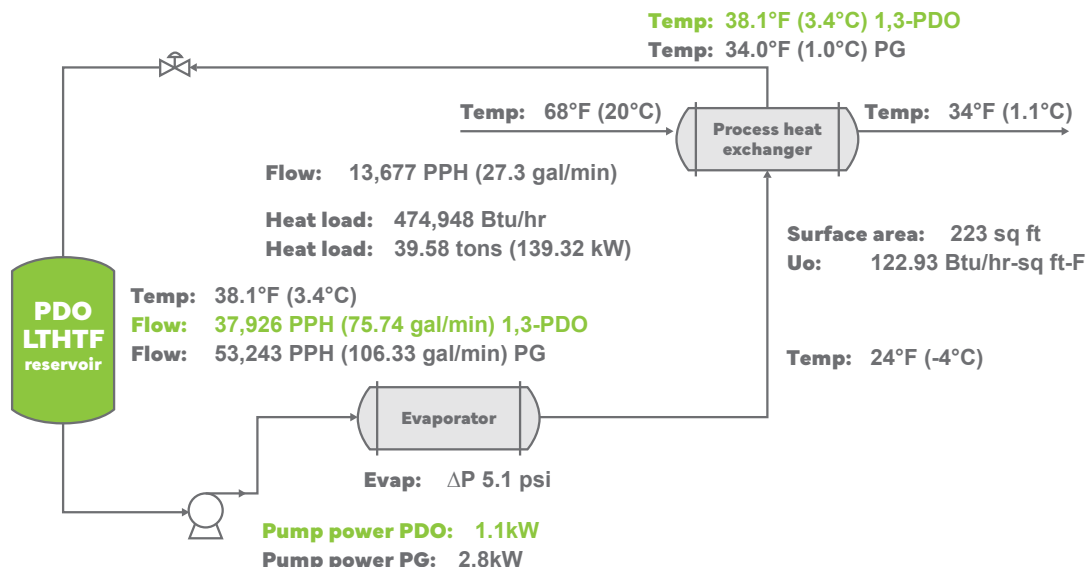 Temp: 38.1°F (3.4°C) 1,3-PDO
Temp: 34.0°F (1.0°C) PG
Temp: 68°F (20°C)
Process heat
exchanger
Temp: 34°F (1.1°C)
Flow: 13,677 PPH (27.3 gal/min)
Heat load: 474,948 Btu/hr
Heat load: 39.58 tons (139.32 kW)
Surface area: 223 sq ft
Uo: 122.93 Btu/hr-sq ft-F
PDO
LTHTF
reservoir
Temp: 38.1°F (3.4°C)
Flow: 37,926 PPH (75.74 gal/min) 1,3-PDO
Flow: 53,243 PPH (106.33 gal/min) PG
Temp: 24°F (-4°C)
Evaporator
Evap: ΔP 5.1 psi
Pump power PDO: 1.1kW
Pump power PG: 2.8kW